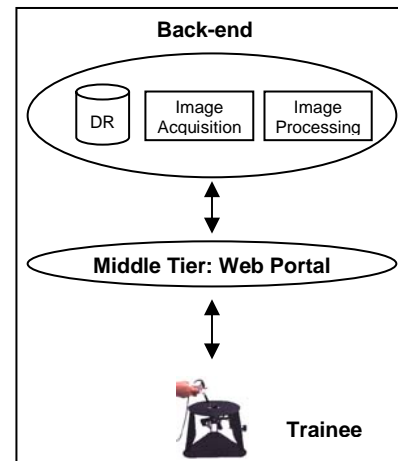 Back-end
DR
Image
Acquisition
Image
Processing
Middle Tier: Web Portal
Trainee